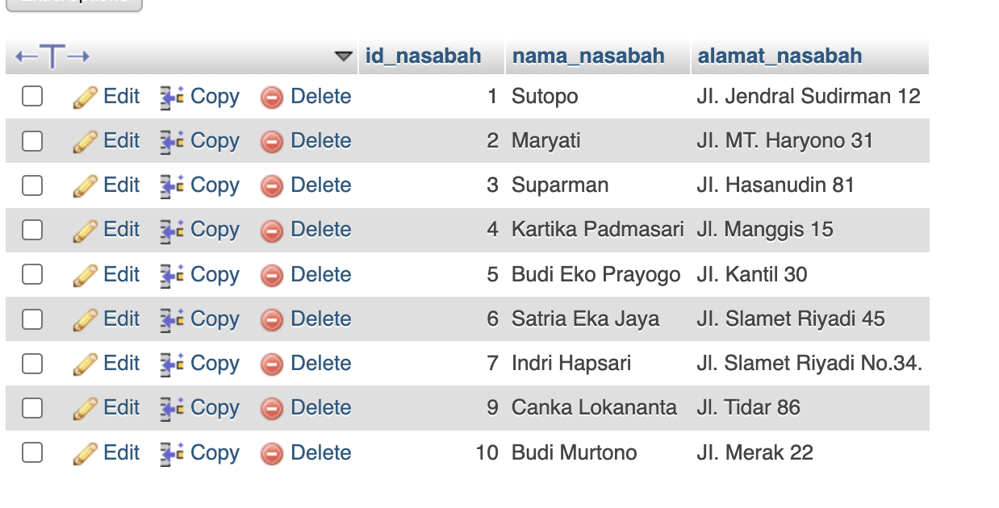 Extra options
id_nasabah nama_nasabah alamat_nasabah
Edit Copy Delete 1 Sutopo Jl. Jendral Sudirman 12
Edit Copy Delete 2 Maryati Jl. MT. Haryono 31
Edit Copy Delete 3 Suparman Jl. Hasanudin 81
Edit Copy Delete 4 Kartika Padmasari Jl. Manggis 15
Edit Copy Delete 5 Budi Eko Prayogo Jl. Kantil 30
Edit Copy Delete 6 Satria Eka Jaya Jl. Slamet Riyadi 45
Edit Copy Delete 7 Indri Hapsari Jl. Slamet Riyadi No.34.
Edit Copy Delete 9 Canka Lokananta Jl. Tidar 86
Edit Copy Delete 10 Budi Murtono Jl. Merak 22